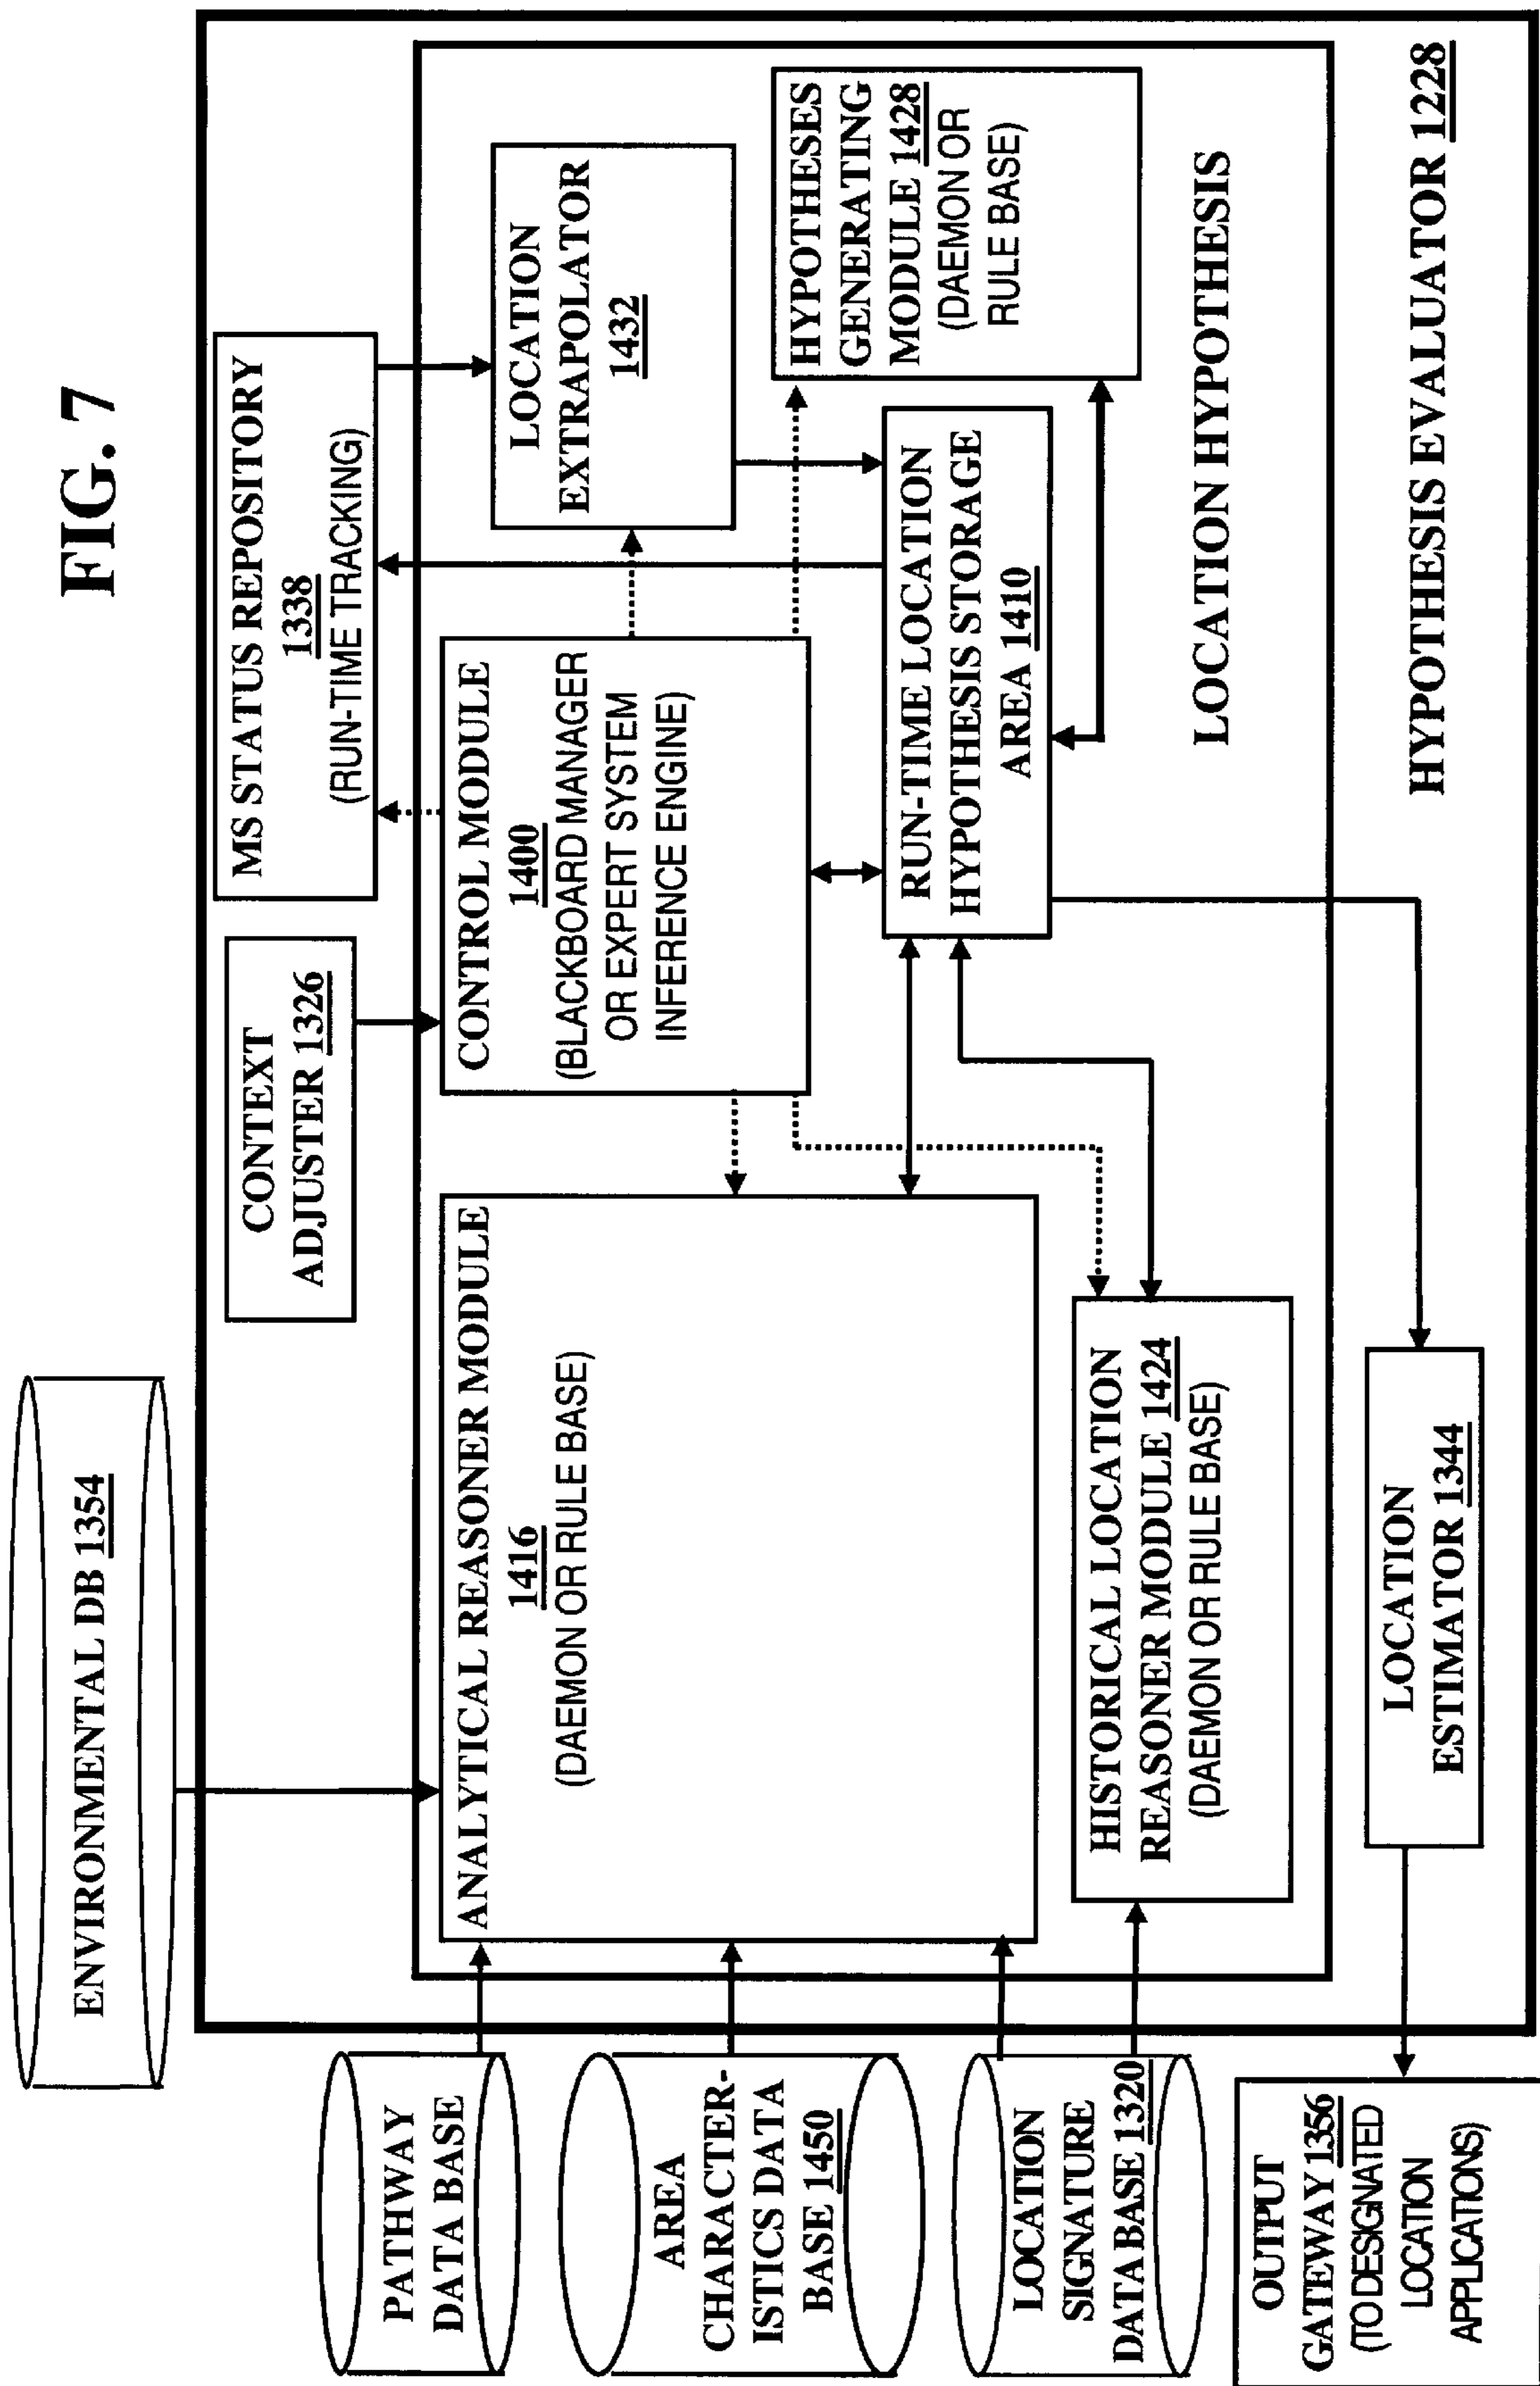 FIG. 7
ENVIRONMENTAL DB 1354
PATHWAY
DATA BASE
AREA
CHARACTER-
ISTICS DATA
BASE 1450
LOCATION
SIGNATURE
DATA BASE 1320
OUTPUT
GATEWAY 1356
(TO DESIGNATED
LOCATION
APPLICATIONS)
CONTEXT
ADJUSTER 1326
MS STATUS REPOSITORY
1338
(RUN-TIME TRACKING)
ANALYTICAL REASONER MODULE
1416
(DAEMON OR RULE BASE)
CONTROL MODULE
1400
(BLACKBOARD MANAGER
OR EXPERT SYSTEM
INFERENCE ENGINE)
LOCATION
EXTRAPOLATOR
1432
HYPOTHESES
GENERATING
MODULE 1428
(DAEMON OR
RULE BASE)
RUN-TIME LOCATION
HYPOTHESIS STORAGE
AREA 1410
HISTORICAL LOCATION
REASONER MODULE 1424
(DAEMON OR RULE BASE)
LOCATION HYPOTHESIS
LOCATION
ESTIMATOR 1344
HYPOTHESIS EVALUATOR 1228